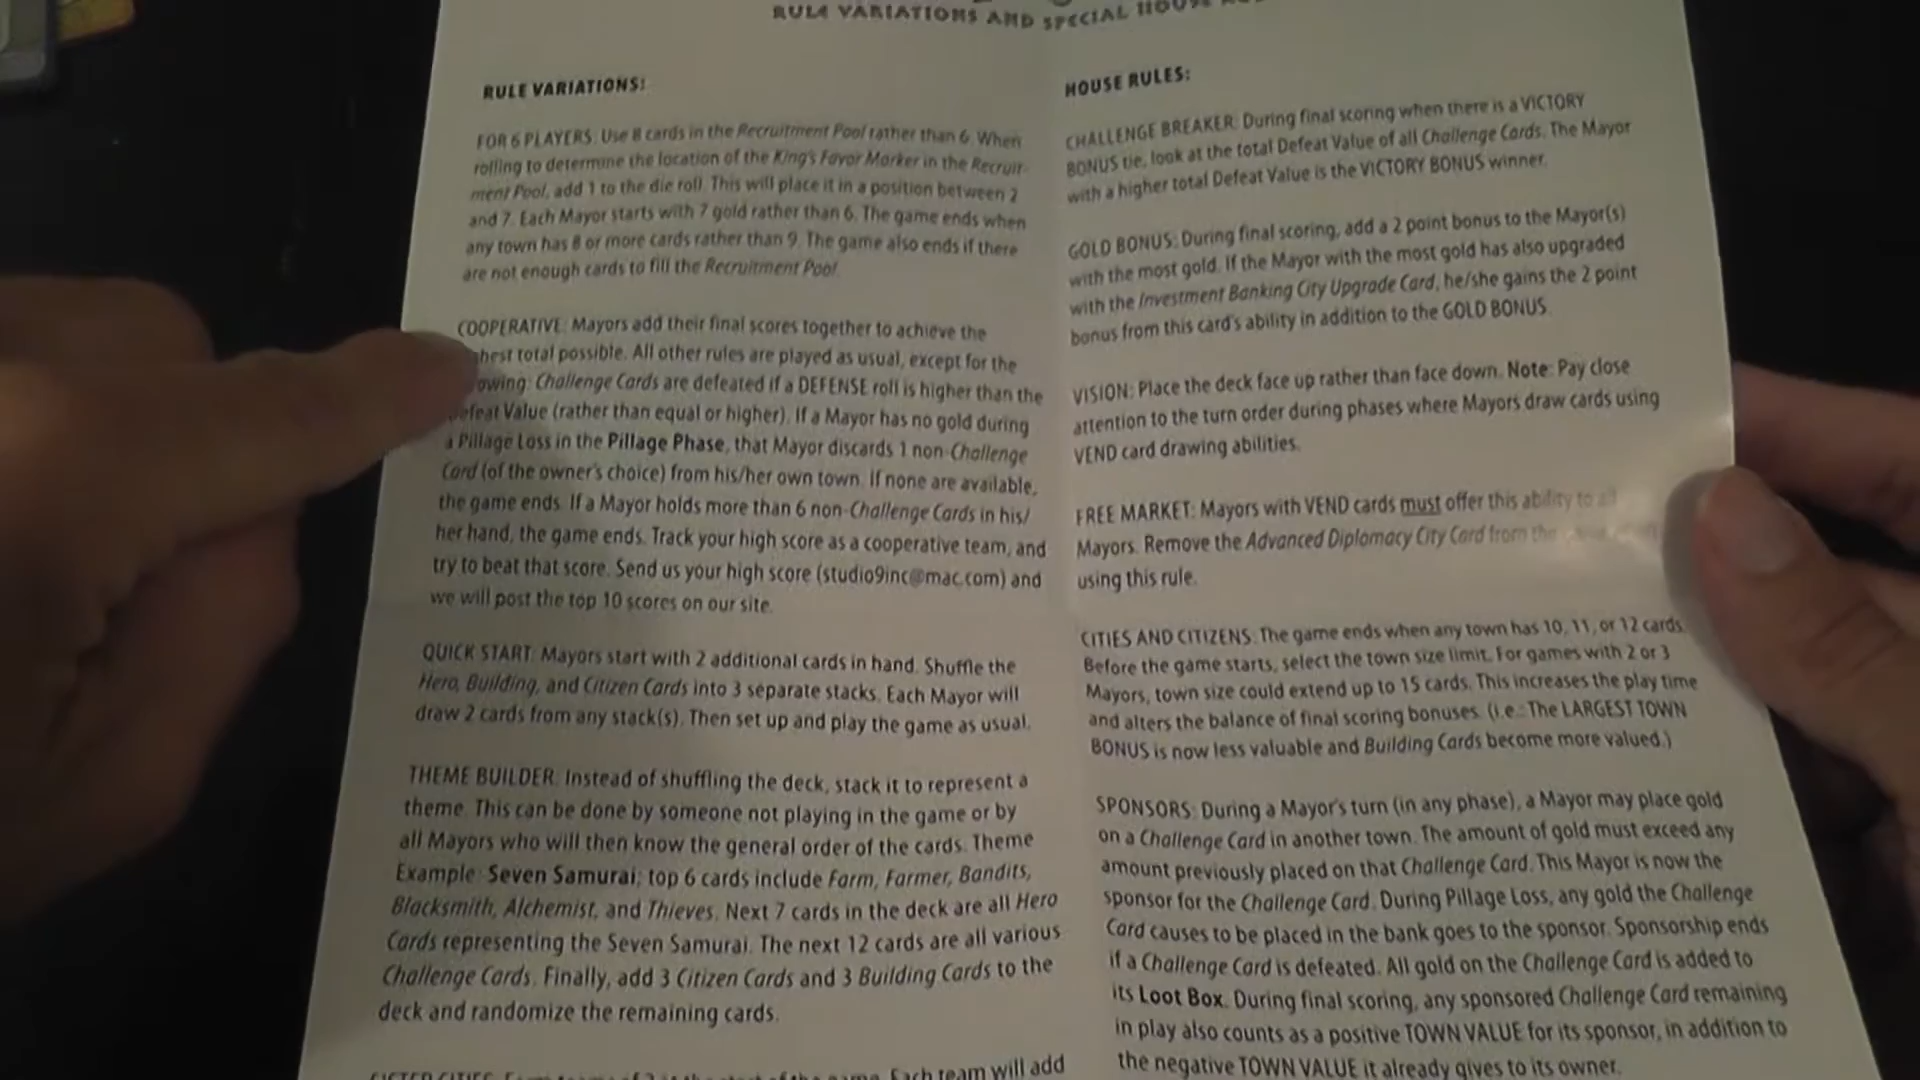 RULE VARIATIONS AND SPECIAL HOUSE
RULE VARIATIONS:
FOR 6 PLAYERS: Use 8 cards in the Recruitment Pool rather than 6. When
rolling to determine the location of the King's Favor Marker in the Recruit-
ment Pool, add 1 to the die roll. This will place it in a position between 2
and 7. Each Mayor starts with 7 gold rather than 6. The game ends when
any town has 8 or more cards rather than 9. The game also ends if there
are not enough cards to fill the Recruitment Pool.
COOPERATIVE: Mayors add their final scores together to achieve the
total possible. All other rules are played as usual, except for the
Challenge Cards are defeated if a DEFENSE roll is higher than the
Defeat Value (rather than equal or higher). If a Mayor has no gold during
a Pillage Loss in the Pillage Phase, that Mayor discards 1 non-Challenge
Card (of the owner's choice) from his/her own town. If none are available,
the game ends. If a Mayor holds more than 6 non-Challenge Cards in his/
her hand, the game ends. Track your high score as a cooperative team, and
try to beat that score. Send us your high score (studio9inc@mac.com) and
we will post the top 10 scores on our site.
QUICK START: Mayors start with 2 additional cards in hand. Shuffle the
Hero, Building, and Citizen Cards into 3 separate stacks. Each Mayor will
draw 2 cards from any stack(s). Then set up and play the game as usual.
THEME BUILDER: Instead of shuffling the deck, stack it to represent a
theme. This can be done by someone not playing in the game or by
all Mayors who will then know the general order of the cards. Theme
Example: Seven Samurai; top 6 cards include Farm, Farmer, Bandits,
Blacksmith, Alchemist, and Thieves. Next 7 cards in the deck are all Hero
Cards representing the Seven Samurai. The next 12 cards are all various
Challenge Cards. Finally, add 3 Citizen Cards and 3 Building Cards to the
deck and randomize the remaining cards.
Each team will add
HOUSE RULES:
CHALLENGE BREAKER: During final scoring when there is a VICTORY
BONUS tie, look at the total Defeat Value of all Challenge Cards. The Mayor
with a higher total Defeat Value is the VICTORY BONUS winner.
GOLD BONUS: During final scoring, add a 2 point bonus to the Mayor(s)
with the most gold. If the Mayor with the most gold has also upgraded
with the Investment Banking City Upgrade Card, he/she gains the 2 point
bonus from this card's ability in addition to the GOLD BONUS.
VISION: Place the deck face up rather than face down. Note: Pay close
attention to the turn order during phases where Mayors draw cards using
VEND card drawing abilities.
FREE MARKET: Mayors with VEND cards must offer this ability to all
Mayors. Remove the Advanced Diplomacy City Card from the
using this rule.
CITIES AND CITIZENS: The game ends when any town has 10, 11, or 12 cards.
Before the game starts, select the town size limit. For games with 2 or 3
Mayors, town size could extend up to 15 cards. This increases the play time
and alters the balance of final scoring bonuses. (i.e.: The LARGEST TOWN
BONUS is now less valuable and Building Cards become more valued.)
SPONSORS: During a Mayor's turn (in any phase), a Mayor may place gold
on a Challenge Card in another town. The amount of gold must exceed any
amount previously placed on that Challenge Card. This Mayor is now the
sponsor for the Challenge Card. During Pillage Loss, any gold the Challenge
Card causes to be placed in the bank goes to the sponsor. Sponsorship ends
if a Challenge Card is defeated. All gold on the Challenge Card is added to
its Loot Box. During final scoring, any sponsored Challenge Card remaining
in play also counts as a positive TOWN VALUE for its sponsor, in addition to
the negative TOWN VALUE it already gives to its owner.